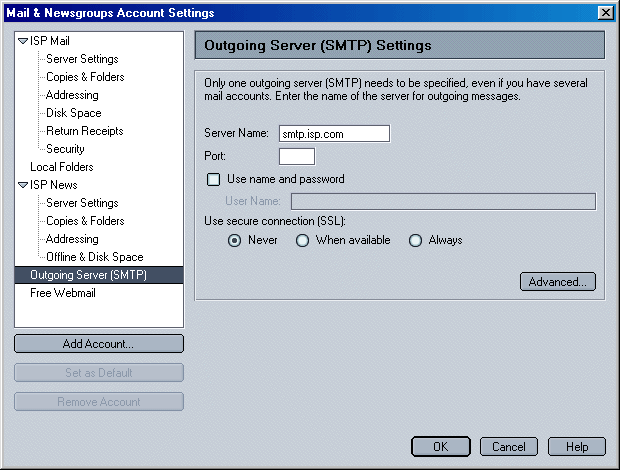 Mail & Newsgroups Account Settings
ISP Mail
Server Settings
Copies & Folders
Addressing
Disk Space
Return Receipts
Security
Local Folders
ISP News
Server Settings
Copies & Folders
Addressing
Offline & Disk Space
Outgoing Server (SMTP)
Free Webmail
Add Account...
Set as Default
Remove Account
Outgoing Server (SMTP) Settings
Only one outgoing server (SMTP) needs to be specified, even if you have several
mail accounts. Enter the name of the server for outgoing messages.
Server Name: smtp.isp.com
Port:
Use name and password
User Name:
Use secure connection (SSL):
Never When available Always
Advanced...
OK Cancel Help